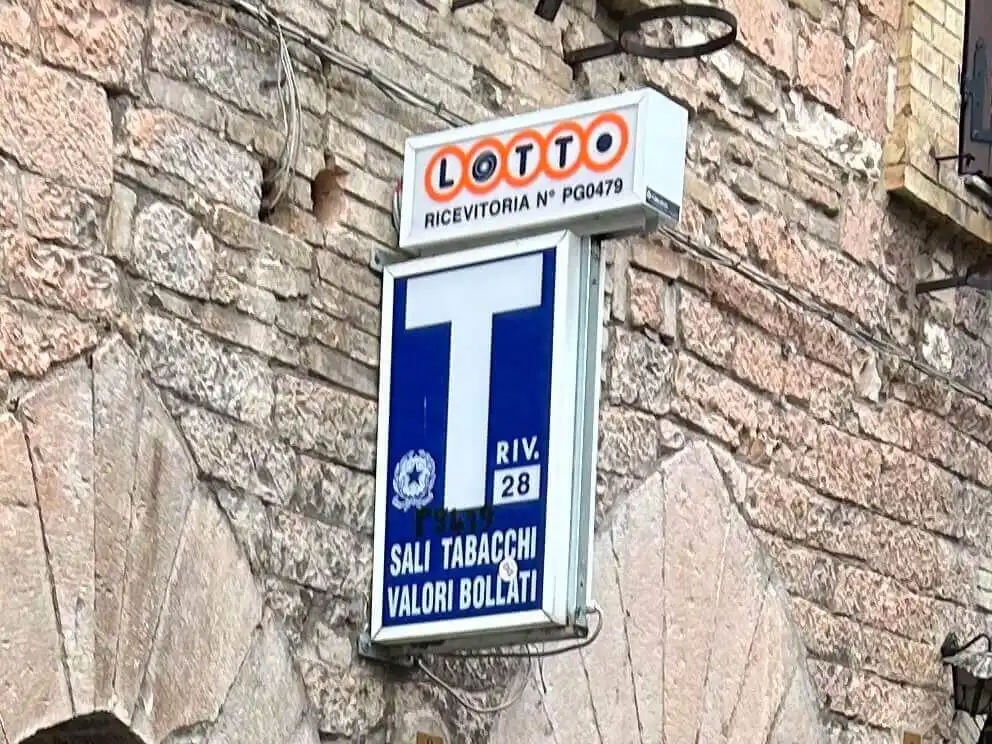 LOTTO
RICEVITORIA N° PG0479
T
RIV.
28
SALI TABACCHI
VALORI BOLLATI